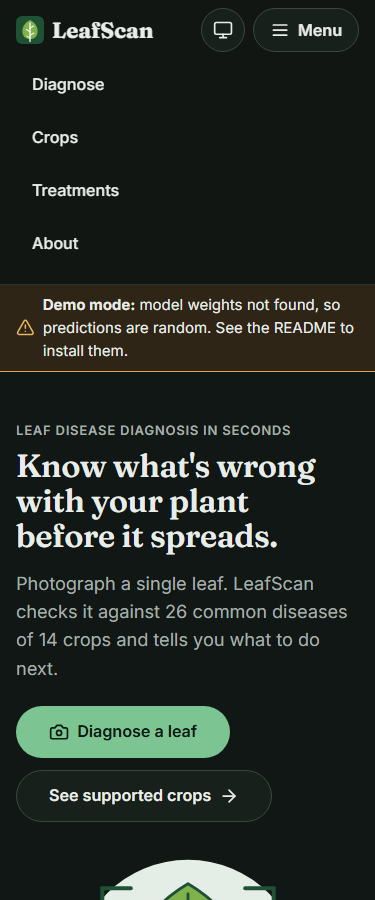 LeafScan
Menu
Diagnose
Crops
Treatments
About
Demo mode: model weights not found, so
predictions are random. See the README to
install them.
LEAF DISEASE DIAGNOSIS IN SECONDS
Know what's wrong
with your plant
before it spreads.
Photograph a single leaf. LeafScan
checks it against 26 common diseases
of 14 crops and tells you what to do
next.
Diagnose a leaf
See supported crops